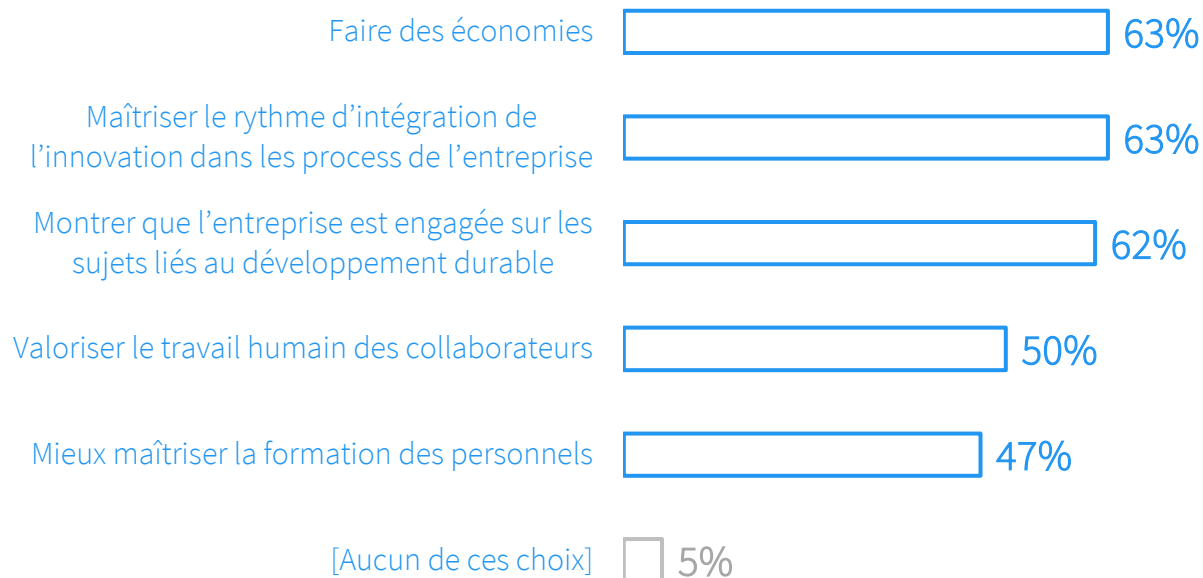 Faire des économies
63%
Maîtriser le rythme d’intégration de
l’innovation dans les process de l’entreprise
63%
Montrer que l’entreprise est engagée sur les
sujets liés au développement durable
62%
Valoriser le travail humain des collaborateurs
50%
Mieux maîtriser la formation des personnels
47%
[Aucun de ces choix]
5%